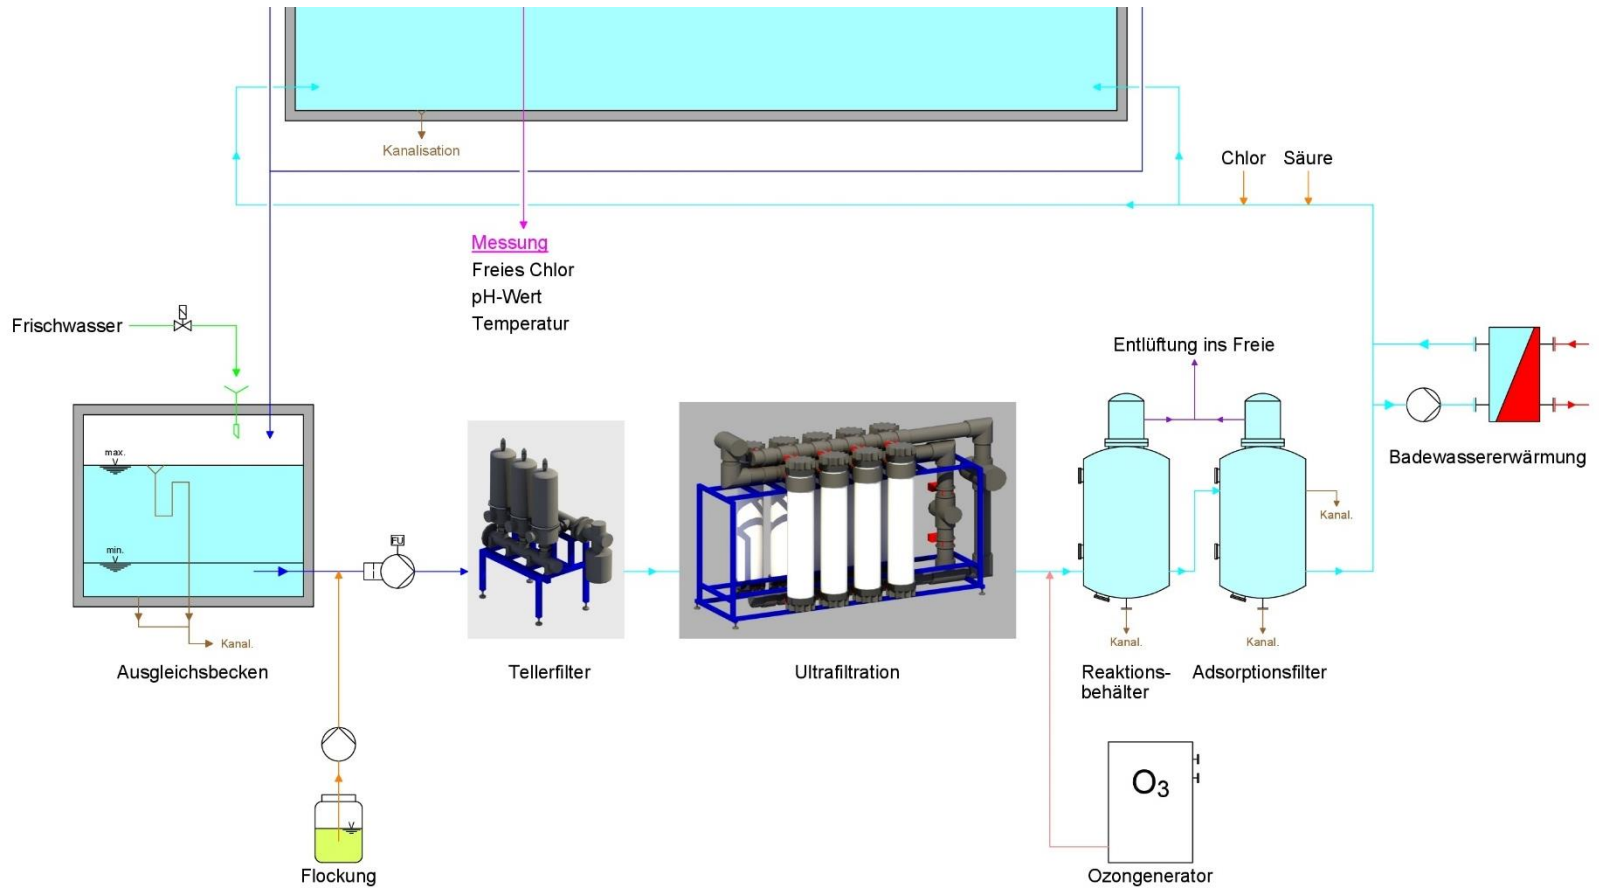 Kanalisation
Chlor
Säure
Messung
Freies Chlor
pH-Wert
Temperatur
Frischwasser
Entlüftung ins Freie
max.
Badewassererwärmung
Kanal.
FU
min.
Kanal.
Kanal.
Kanal.
Ausgleichsbecken
Tellerfilter
Ultrafiltration
Reaktions-
behälter
Adsorptionsfilter
O3
Flockung
Ozongenerator